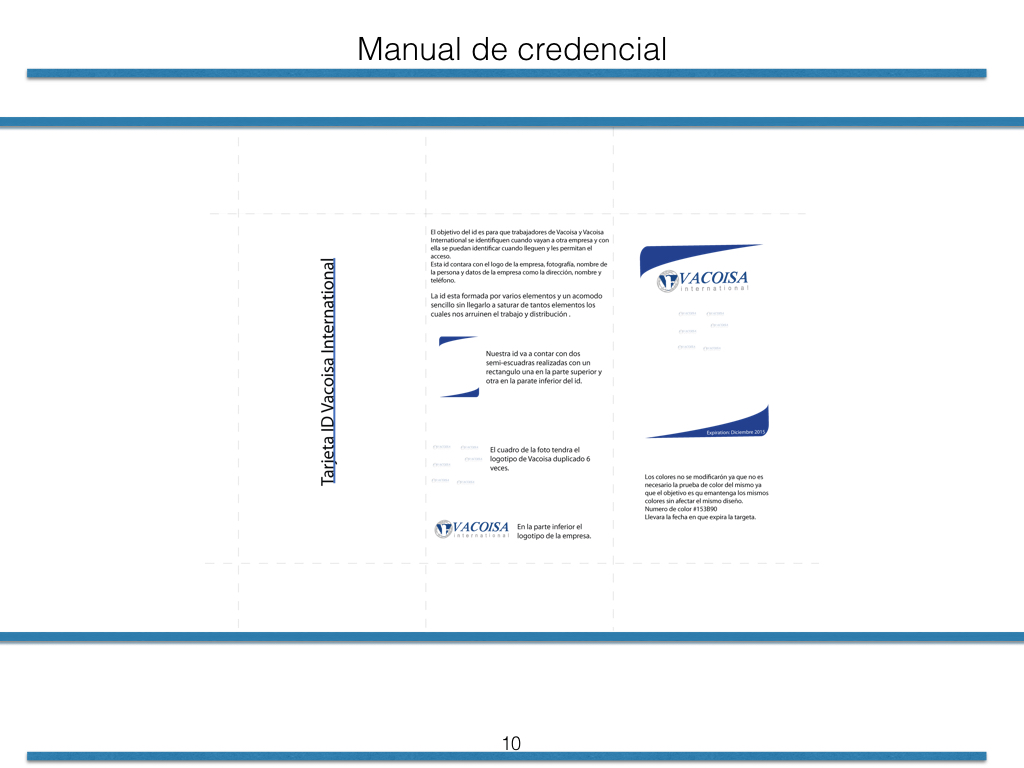 Manual de credencial
Tarjeta ID Vacoisa International
El objetivo del id es para que trabajadores de Vacoisa y Vacoisa
International se identifiquen cuando vayan a otra empresa y con
ella se puedan identificar cuando lleguen y les permitan el
acceso.
Esta id contara con el logo de la empresa, fotografía, nombre de
la persona y datos de la empresa como la dirección, nombre y
teléfono.
La id esta formada por varios elementos y un acomodo
sencillo sin llegarlo a saturar de tantos elementos los
cuales nos arruinen el trabajo y distribución .
Nuestra id va a contar con dos
semi-escuadras realizadas con un
rectangulo una en la parte superior y
otra en la parate inferior del id.
El cuadro de la foto tendra el
logotipo de Vacoisa duplicado 6
veces.
VACOISA
international
En la parte inferior el
logotipo de la empresa.
VACOISA
international
Expiration: Diciembre 2015
Los colores no se modificarón ya que no es
necesario la prueba de color del mismo ya
que el objetivo es qu emantenga los mismos
colores sin afectar el mismo diseño.
Numero de color #153B90
Llevara la fecha en que expira la targeta.
10